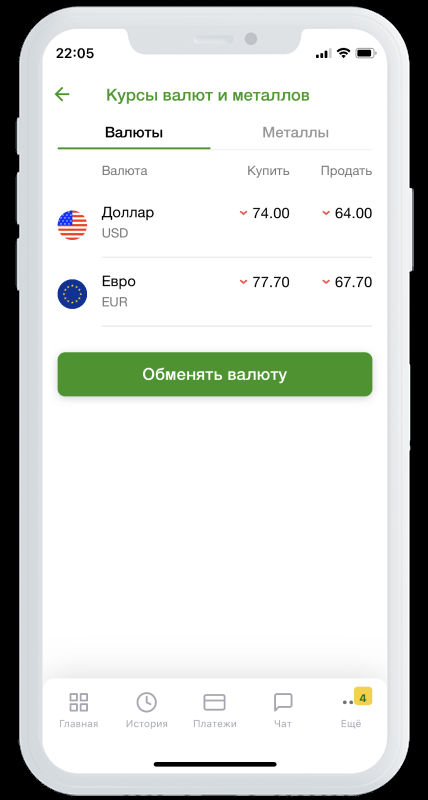 22:05
Курсы валют и металлов
Валюты Металлы
Валюта Купить Продать
Доллар 74.00 64.00
USD
Евро 77.70 67.70
EUR
Обменять валюту
4
Главная История Платежи Чат Ещё